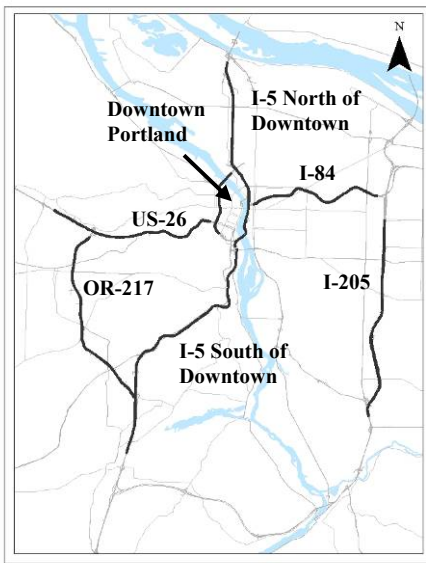 N
I-5 North of
Downtown
Downtown
Portland
I-84
US-26
OR-217
I-205
I-5 South of
Downtown